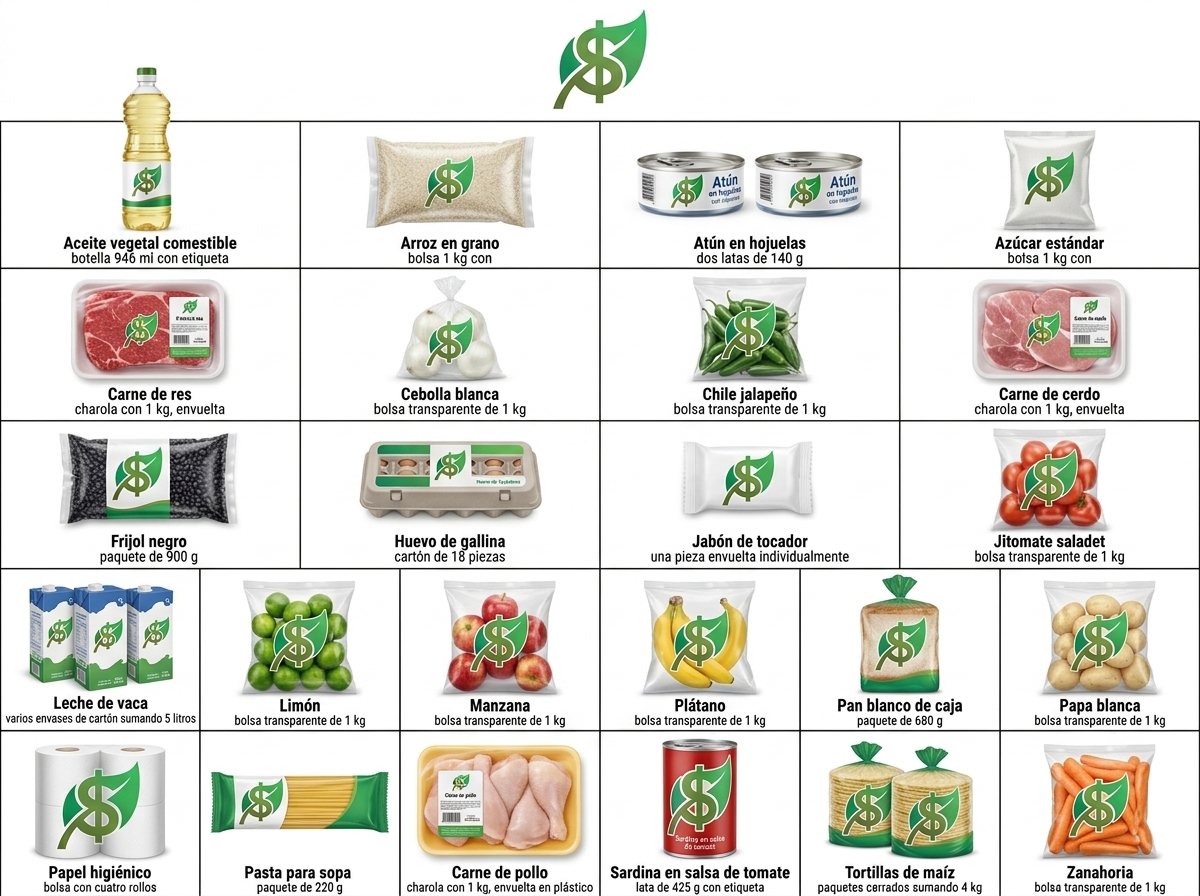 Atún
Atún
Aceite vegetal comestible
botella 946 mi con etiqueta
Arroz en grano
bolsa 1 kg con
Atún en hojuelas
dos latas de 140 g
Azúcar estándar
bolsa 1 kg con
Carne de res
charola con 1 kg, envuelta
Cebolla blanca
bolsa transparente de 1 kg
Chile jalapeño
bolsa transparente de 1 kg
Carne de cerdo
charola con 1 kg, envuelta
Frijol negro
paquete de 900 g
Huevo de gallina
cartón de 18 piezas
Jabón de tocador
una pieza envuelta individualmente
Jitomate saladet
bolsa transparente de 1 kg
Leche de vaca
varios envases de cartón sumando 5 litros
Limón
bolsa transparente de 1 kg
Manzana
bolsa transparente de 1 kg
Plátano
bolsa transparente de 1 kg
Pan blanco de caja
paquete de 680 g
Papa blanca
bolsa transparente de 1 kg
Papel higiénico
bolsa con cuatro rollos
Pasta para sopa
paquete de 220 g
Carne de pollo
charola con 1 kg, envuelta en plástico
Sardina en salsa de tomate
lata de 425 g con etiqueta
Tortillas de maíz
paquetes cerrados sumando 4 kg
Zanahoria
bolsa transparente de 1 kg